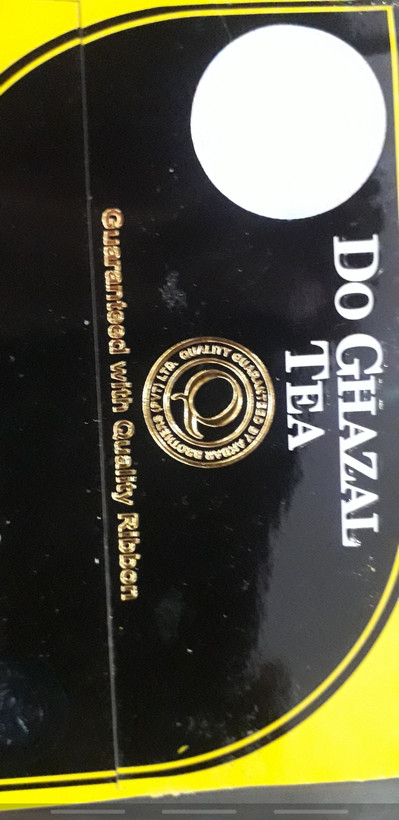 DO GHAZAL
TEA
QUALITY GUARANTEED BY AKBAR BROTHERS (PVT) LTD.
Guaranteed with Quality Ribbon